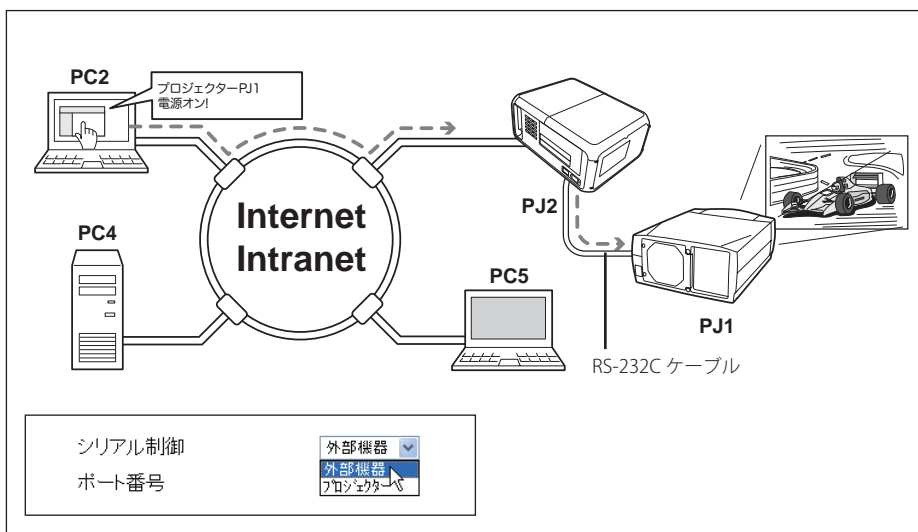 PC2
プロジェクターPJ1
電源オン!
PJ2
Internet
Intranet
PC4
PC5
PJ1
RS-232C ケーブル
シリアル制御
外部機器
外部機器
プロジェクター
ポート番号